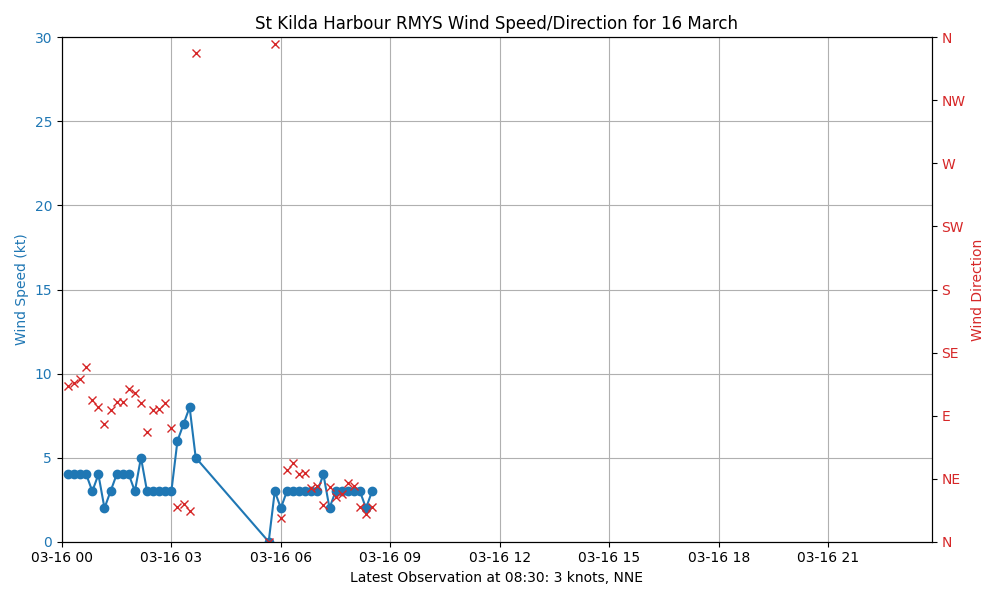 St Kilda Harbour RMYS Wind Speed/Direction for 16 March
30
25
20
15
10
5
0
Wind Speed (kt)
N
NW
W
SW
S
SE
E
NE
N
Wind Direction
03-16 00
03-16 03
03-16 06
03-16 09
03-16 12
03-16 15
03-16 18
03-16 21
Latest Observation at 08:30: 3 knots, NNE